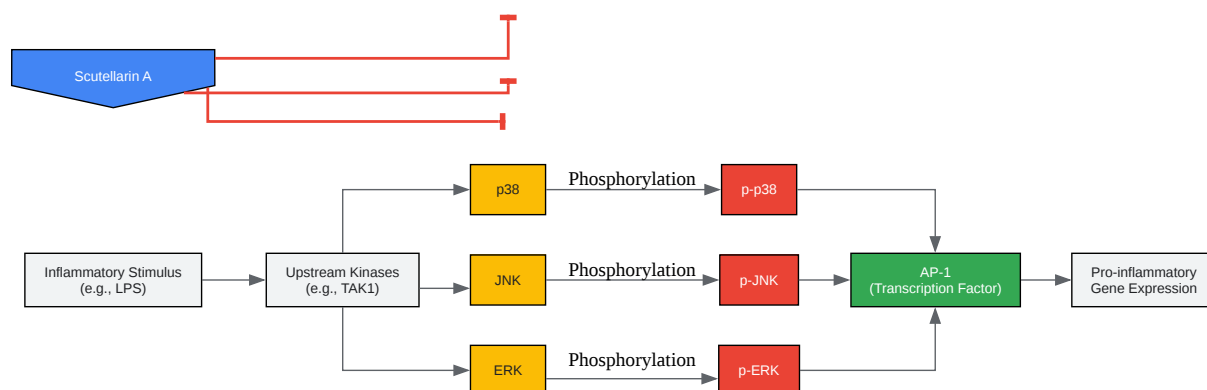 Scutellarin A
p38
Phosphorylation
p-p38
Inflammatory Stimulus
(e.g., LPS)
Upstream Kinases
(e.g., TAK1)
JNK
Phosphorylation
p-JNK
AP-1
(Transcription Factor)
Pro-inflammatory
Gene Expression
ERK
Phosphorylation
p-ERK